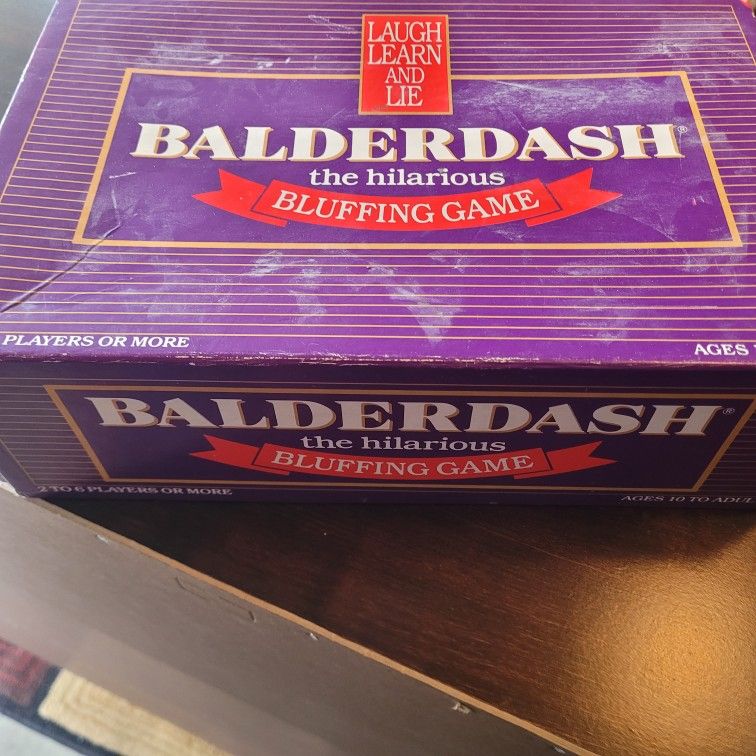 LAUGH
LEARN
AND
LIE
BALDERDASH®
the hilarious
BLUFFING GAME
PLAYERS OR MORE
AGES
BALDERDASH®
the hilarious
BLUFFING GAME
2 TO 6 PLAYERS OR MORE
AGES 10 TO ADUL